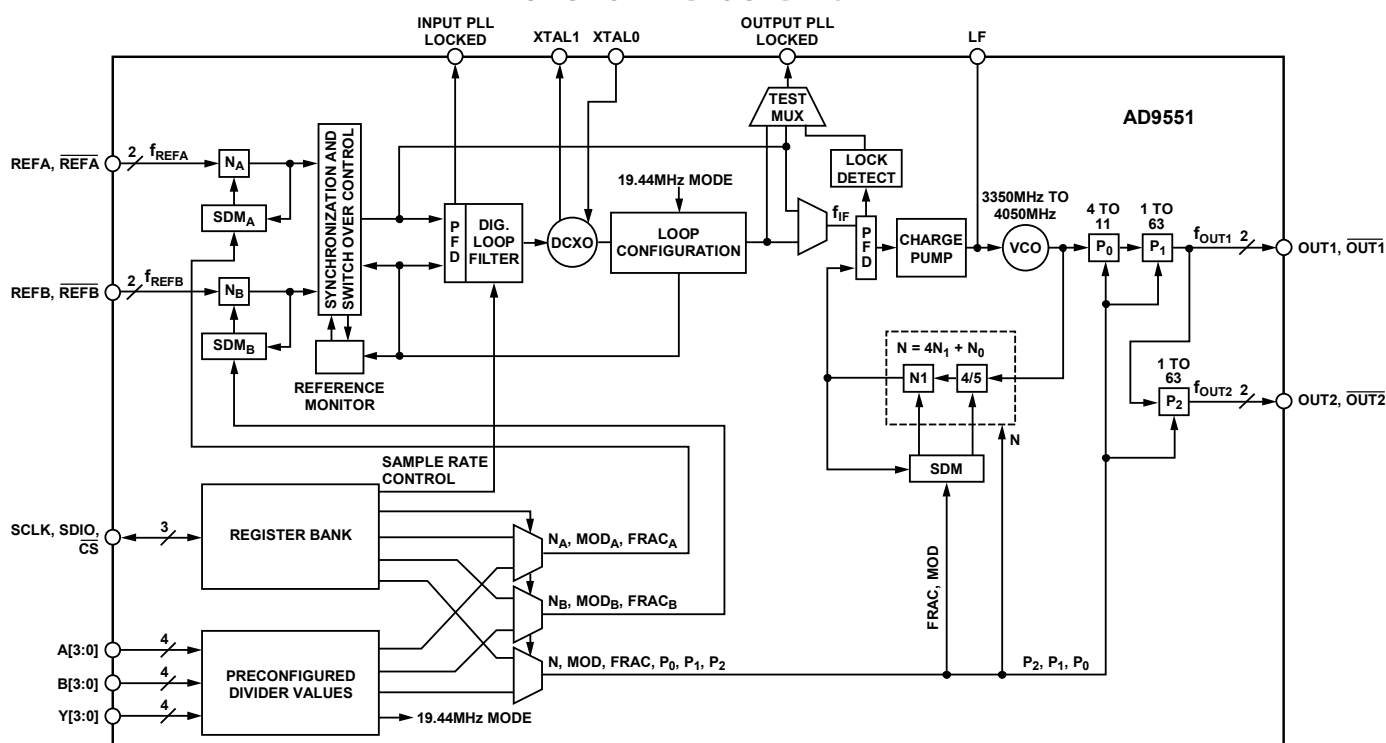 INPUT PLL
LOCKED
XTAL1
XTAL0
OUTPUT PLL
LOCKED
LF
TEST
MUX
AD9551
REFA, REFA
2
fREFA
NA
SDMA
SYNCHRONIZATION AND
SWITCH OVER CONTROL
PFD
DIG.
LOOP
FILTER
DCXO
19.44MHz MODE
LOOP
CONFIGURATION
LOCK
DETECT
fIF
PFD
CHARGE
PUMP
3350MHz TO
4050MHz
VCO
4 TO
11
P0
1 TO
63
P1
fOUT1
2
OUT1, OUT1
REFB, REFB
2
fREFB
NB
SDMB
REFERENCE
MONITOR
N = 4N1 + N0
N1
4/5
N
SDM
1 TO
63
P2
fOUT2
2
OUT2, OUT2
SAMPLE RATE
CONTROL
SCLK, SDIO,
CS
3
REGISTER BANK
NA, MODA, FRACA
NB, MODB, FRACB
FRAC, MOD
A[3:0]
4
B[3:0]
4
Y[3:0]
4
PRECONFIGURED
DIVIDER VALUES
N, MOD, FRAC, P0, P1, P2
P2, P1, P0
19.44MHz MODE